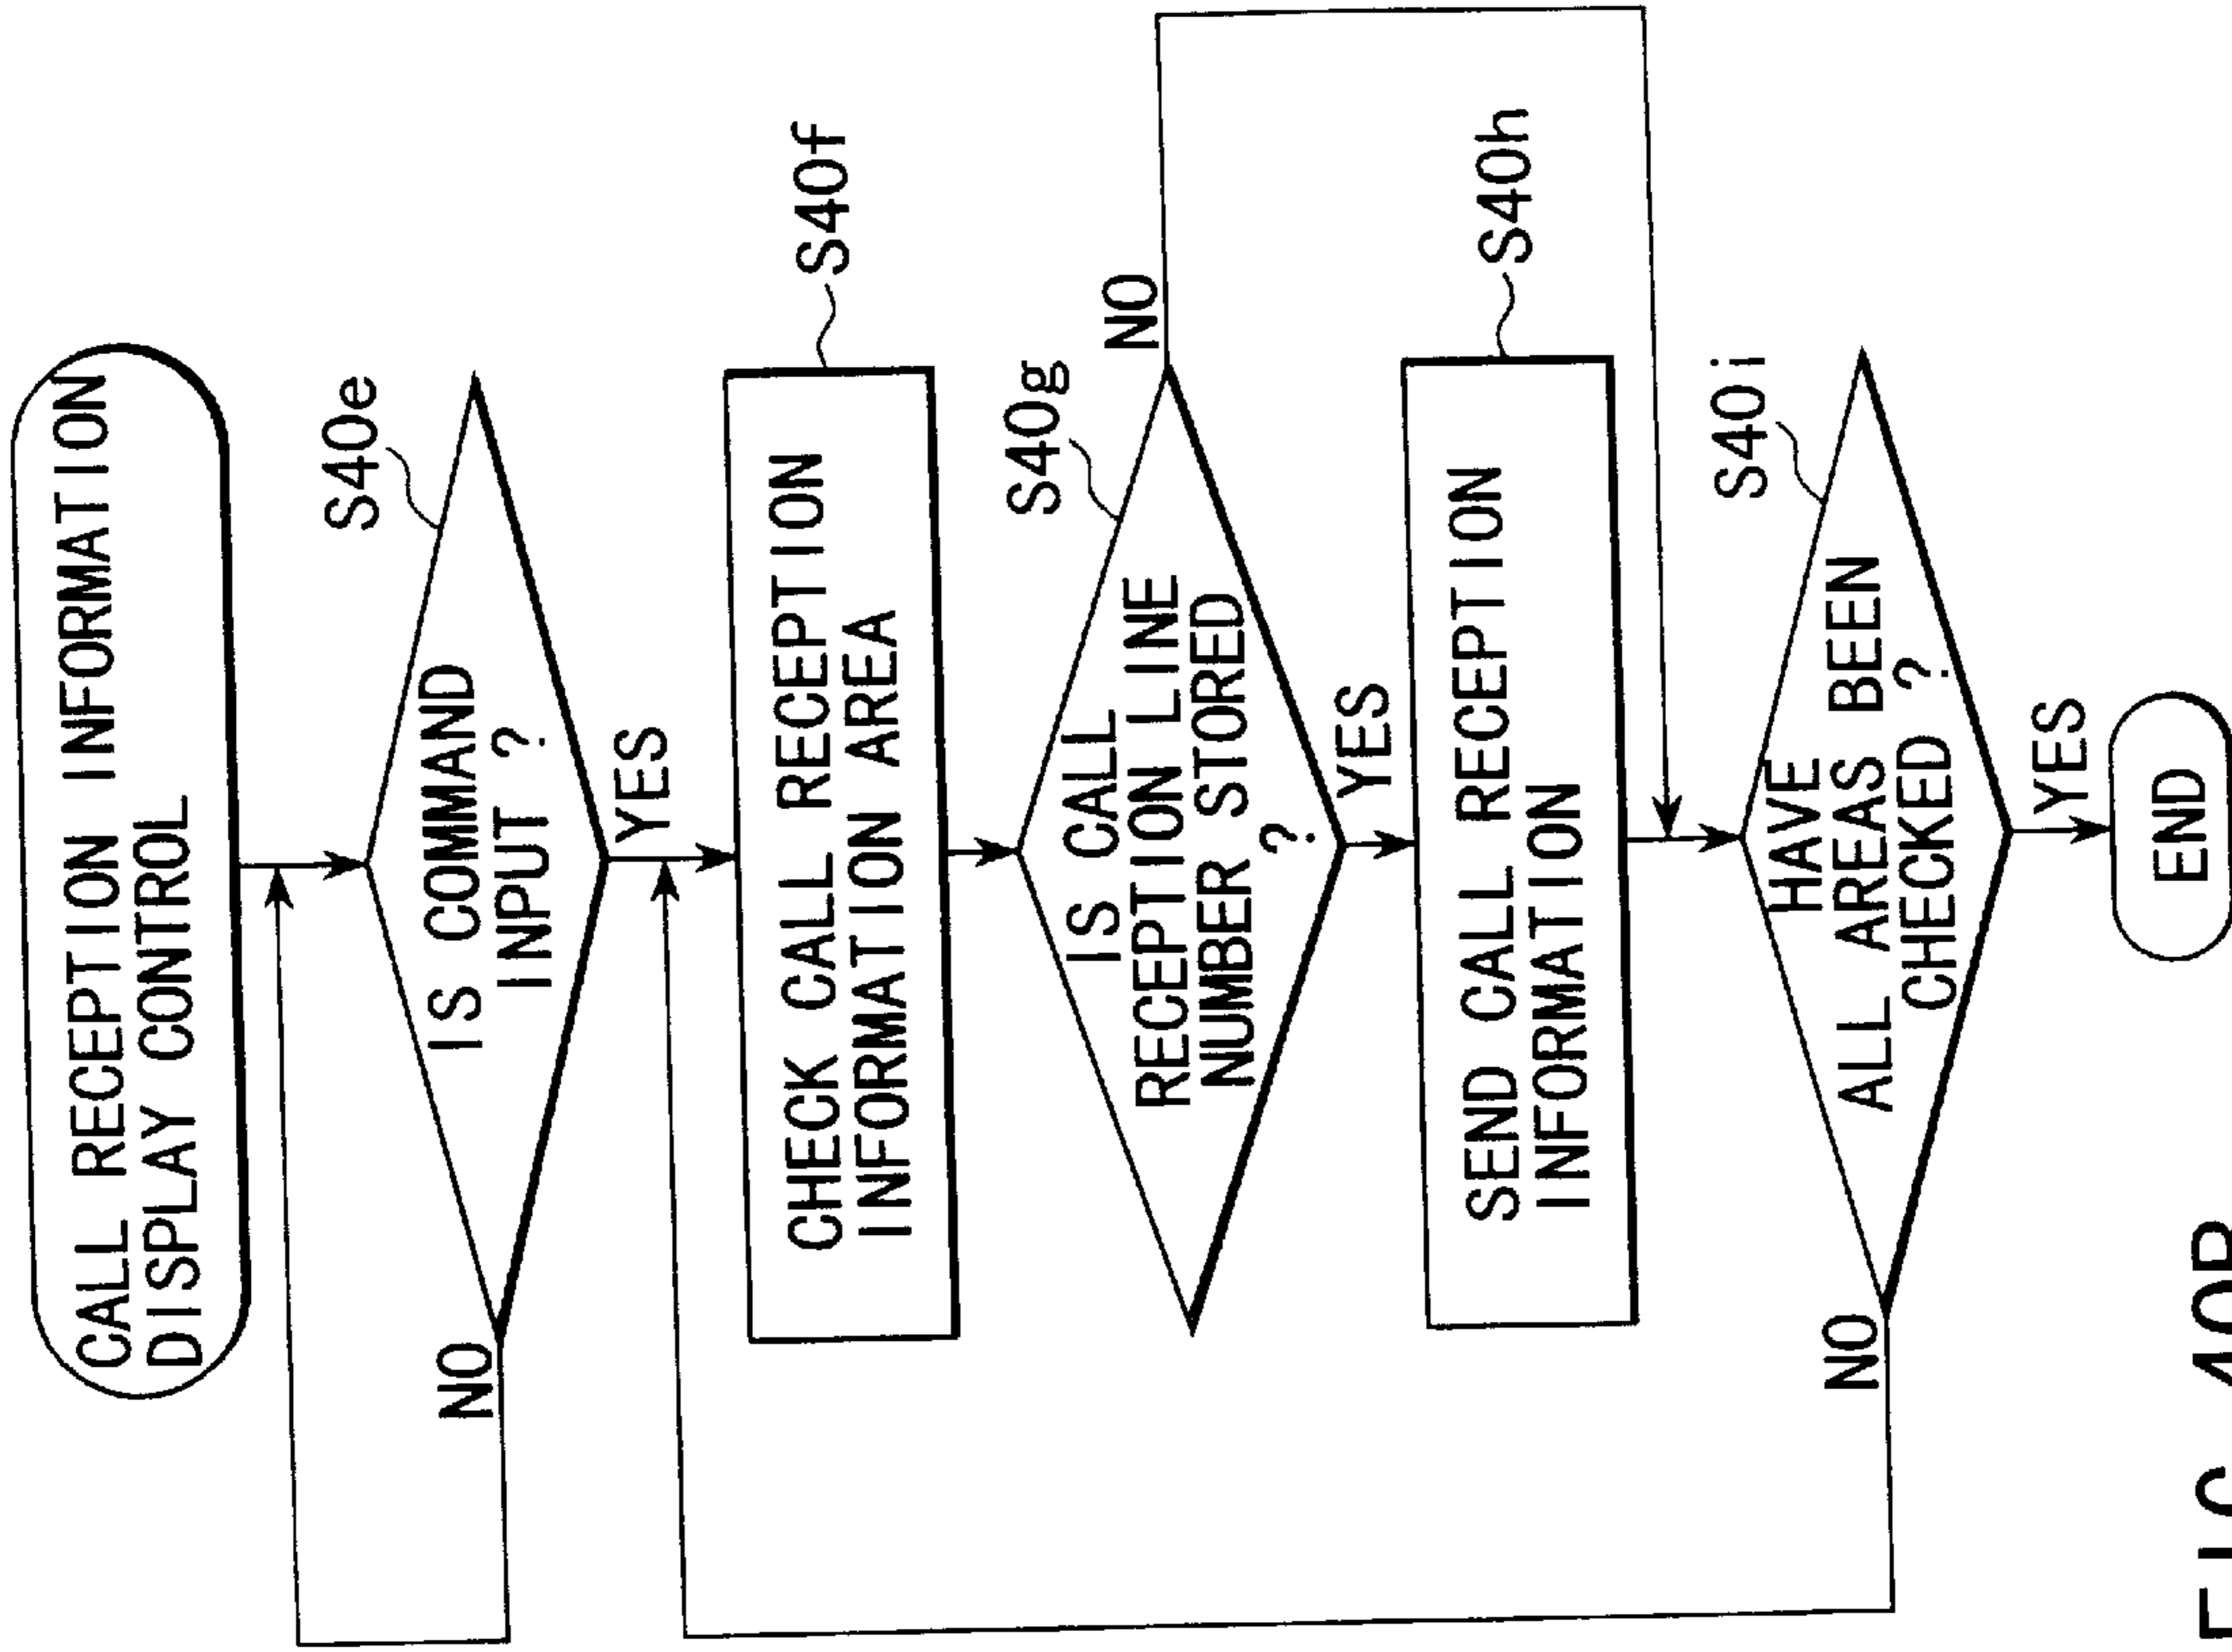 CALL RECEPTION INFORMATION
DISPLAY CONTROL
S40e
IS COMMAND
INPUT ?
NO
YES
CHECK CALL RECEPTION
INFORMATION AREA
S40f
S40g
IS CALL
RECEPTION LINE
NUMBER STORED
?
NO
YES
SEND CALL RECEPTION
INFORMATION
S40h
S40i
HAVE
ALL AREAS BEEN
CHECKED ?
NO
YES
END